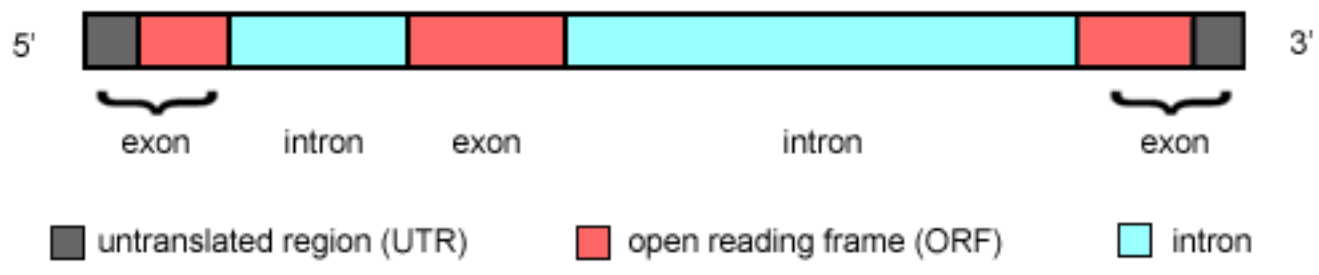 5' 3'
exon intron exon intron exon
untranslated region (UTR) open reading frame (ORF) intron